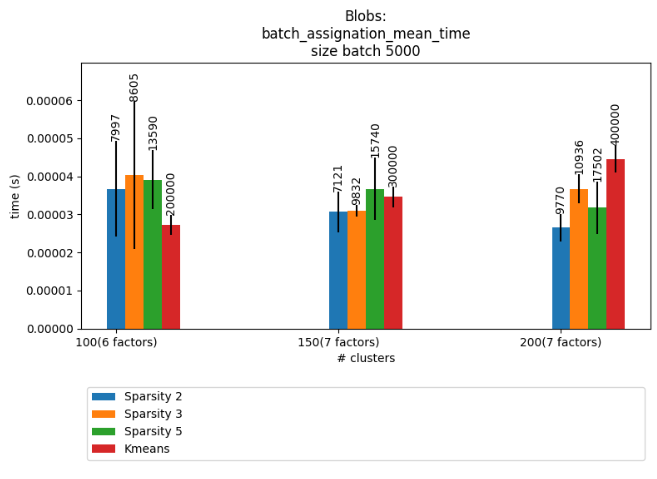 Blobs:
batch_assignation_mean_time
size batch 5000
time (s)
0.00006
0.00005
0.00004
0.00003
0.00002
0.00001
0.00000
7997
8605
13590
200000
7121
9832
15740
300000
9770
10936
17502
400000
100(6 factors)
150(7 factors)
200(7 factors)
# clusters
Sparsity 2
Sparsity 3
Sparsity 5
Kmeans